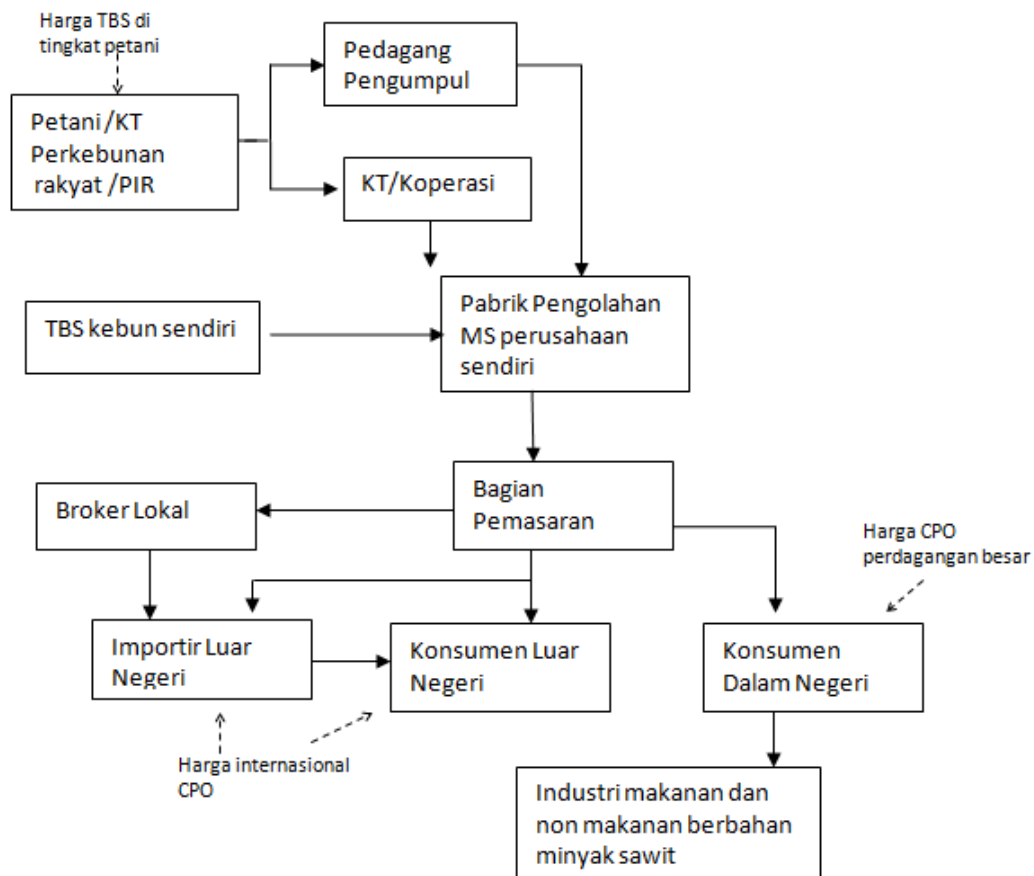 Harga TBS di
tingkat petani
Pedagang
Pengumpul
Petani/KT
Perkebunan
rakyat /PIR
KT/Koperasi
TBS kebun sendiri
Pabrik Pengolahan
MS perusahaan
sendiri
Bagian
Pemasaran
Broker Lokal
Harga CPO
perdagangan besar
Importir Luar
Negeri
Konsumen Luar
Negeri
Konsumen
Dalam Negeri
Harga internasional
CPO
Industri makanan dan
non makanan berbahan
minyak sawit